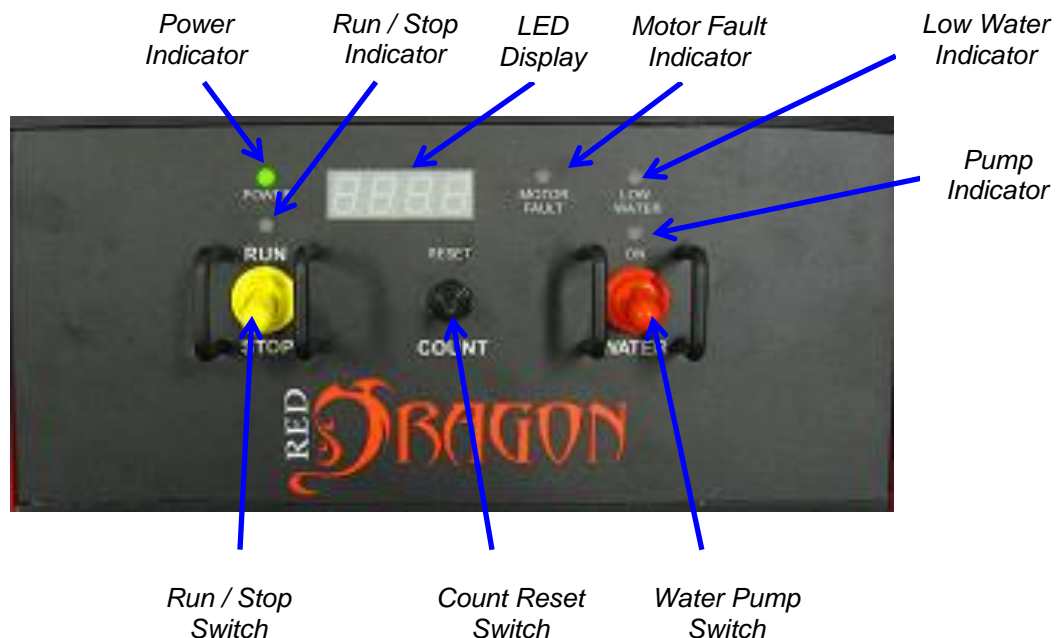 Power
Indicator
Run / Stop
Indicator
LED
Display
Motor Fault
Indicator
Low Water
Indicator
Pump
Indicator
POWER
MOTOR
FAULT
LOW
WATER
RUN
RESET
ON
STOP
COUNT
WATER
RED
DRAGON
Run / Stop
Switch
Count Reset
Switch
Water Pump
Switch